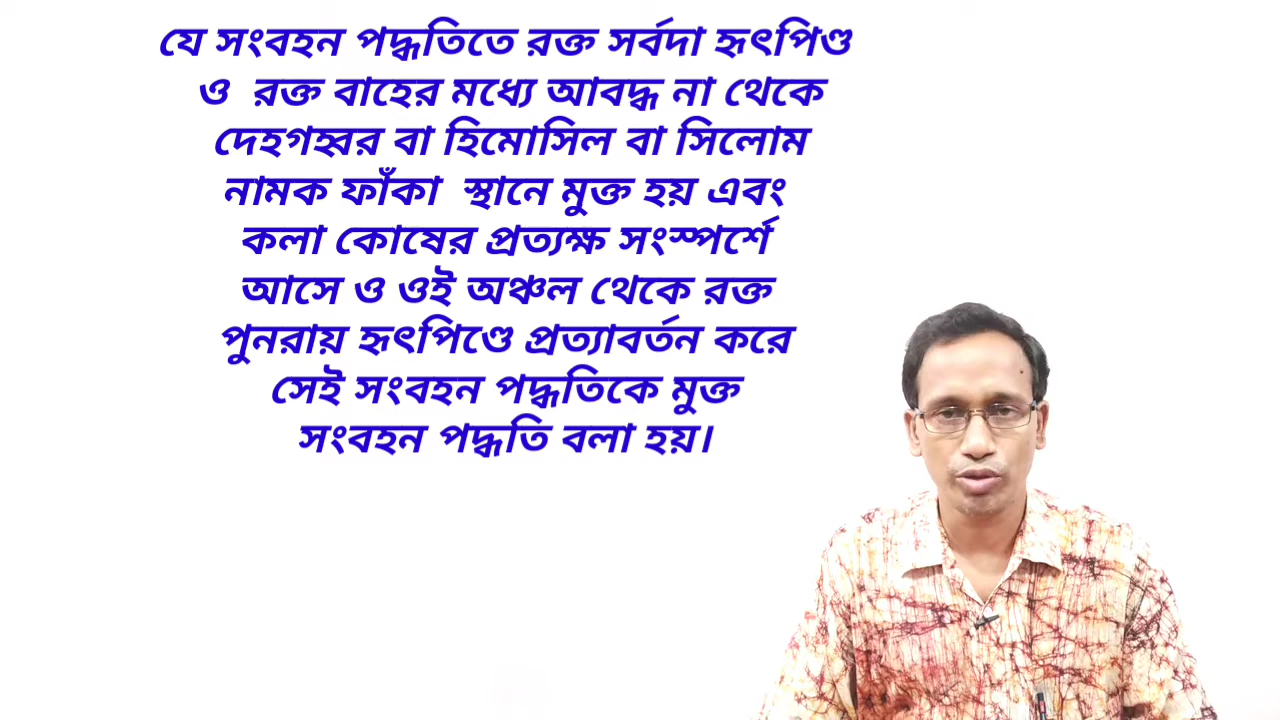 যে সংবহন পদ্ধতিতে রক্ত সর্বদা হৃৎপিণ্ড
ও রক্ত বাহের মধ্যে আবদ্ধ না থেকে
দেহগহ্বর বা হিমোসিল বা সিলোম
নামক ফাঁকা স্থানে মুক্ত হয় এবং
কলা কোষের প্রত্যক্ষ সংস্পর্শে
আসে ও ওই অঞ্চল থেকে রক্ত
পুনরায় হৃৎপিণ্ডে প্রত্যাবর্তন করে
সেই সংবহন পদ্ধতিকে মুক্ত
সংবহন পদ্ধতি বলা হয়।